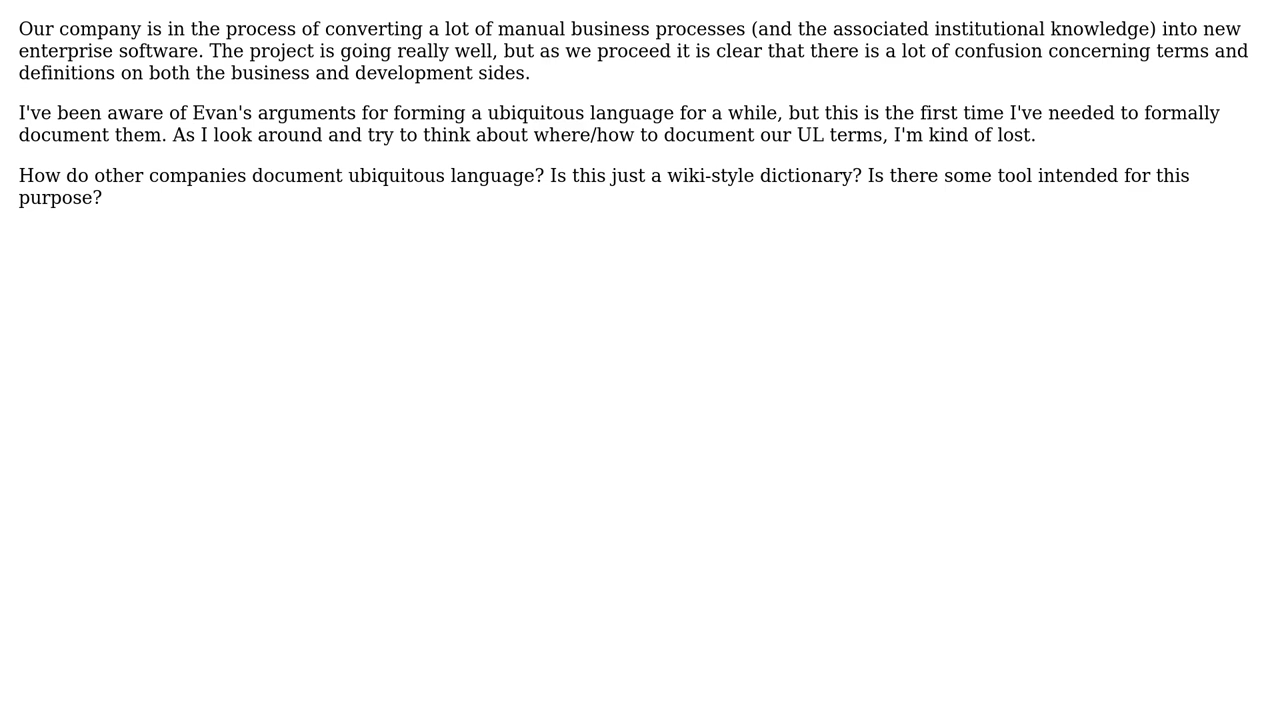 Our company is in the process of converting a lot of manual business processes (and the associated institutional knowledge) into new
enterprise software. The project is going really well, but as we proceed it is clear that there is a lot of confusion concerning terms and
definitions on both the business and development sides.
I've been aware of Evan's arguments for forming a ubiquitous language for a while, but this is the first time I've needed to formally
document them. As I look around and try to think about where/how to document our UL terms, I'm kind of lost.
How do other companies document ubiquitous language? Is this just a wiki-style dictionary? Is there some tool intended for this
purpose?